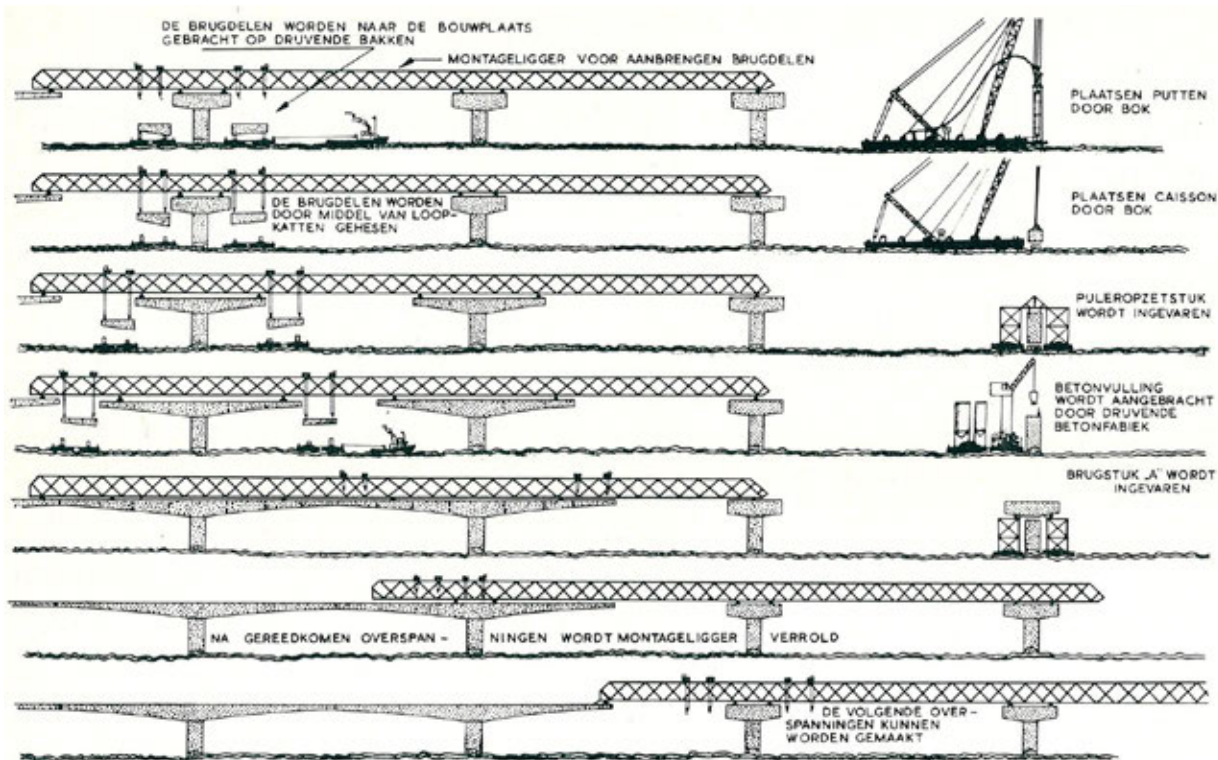 DE BRUGDELEN WORDEN NAAR DE BOUWPLAATS
GEBRACHT OP DRIJVENDE BAKKEN
MONTAGELIGGER VOOR AANBRENGEN BRUGDELEN
PLAATSEN PUTTEN
DOOR BOK
DE BRUGDELEN WORDEN
DOOR MIDDEL VAN LOOP-
KATTEN GEHESEN
PLAATSEN CAISSON
DOOR BOK
PIJLEROPZETSTUK
WORDT INGEVAREN
BETONVULLING
WORDT AANGEBRACHT
DOOR DRIJVENDE
BETONFABIEK
BRUGSTUK „A" WORDT
INGEVAREN
NA GEREEDKOMEN OVERSPAN - NINGEN WORDT MONTAGELIGGER VERROLD
DE VOLGENDE OVER-
SPANNINGEN KUNNEN
WORDEN GEMAAKT